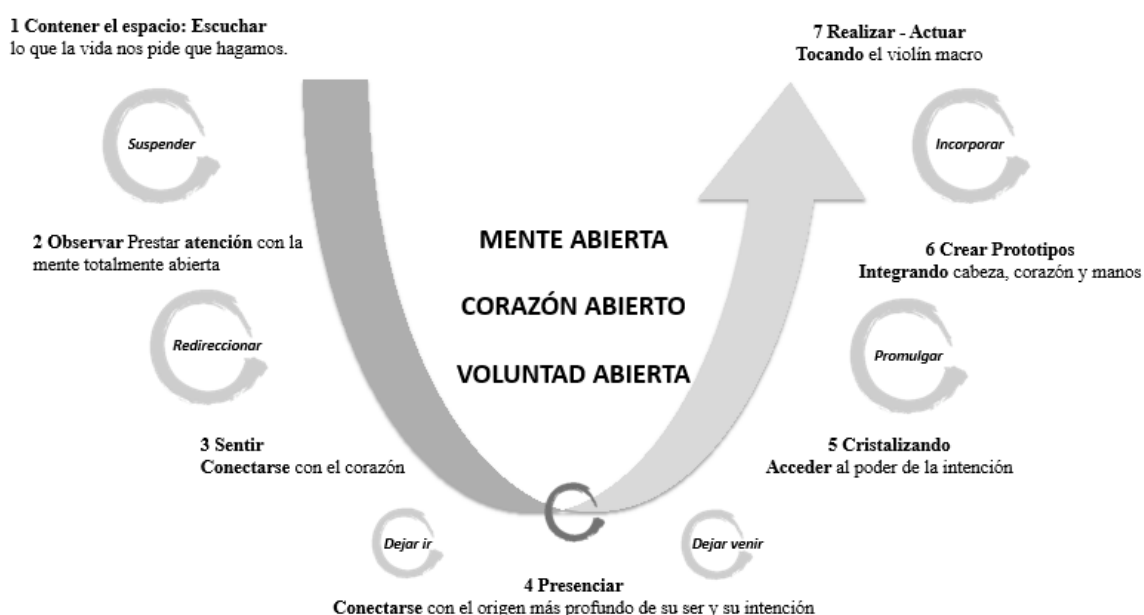 1 Contener el espacio: Escuchar
lo que la vida nos pide que hagamos.
Suspender
2 Observar Prestar atención con la
mente totalmente abierta
Redireccionar
3 Sentir
Conectarse con el corazón
Dejar ir
4 Presenciar
Conectarse con el origen más profundo de su ser y su intención
Dejar venir
5 Cristalizando
Acceder al poder de la intención
Promulgar
6 Crear Prototipos
Integrando cabeza, corazón y manos
Incorporar
7 Realizar - Actuar
Tocando el violín macro
MENTE ABIERTA
CORAZÓN ABIERTO
VOLUNTAD ABIERTA